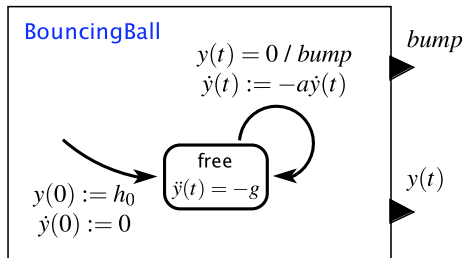 BouncingBall
bump
y(t) = 0 / bump
ẏ(t) := −aẏ(t)
free
ÿ(t) = −g
y(t)
y(0) := h₀
ẏ(0) := 0